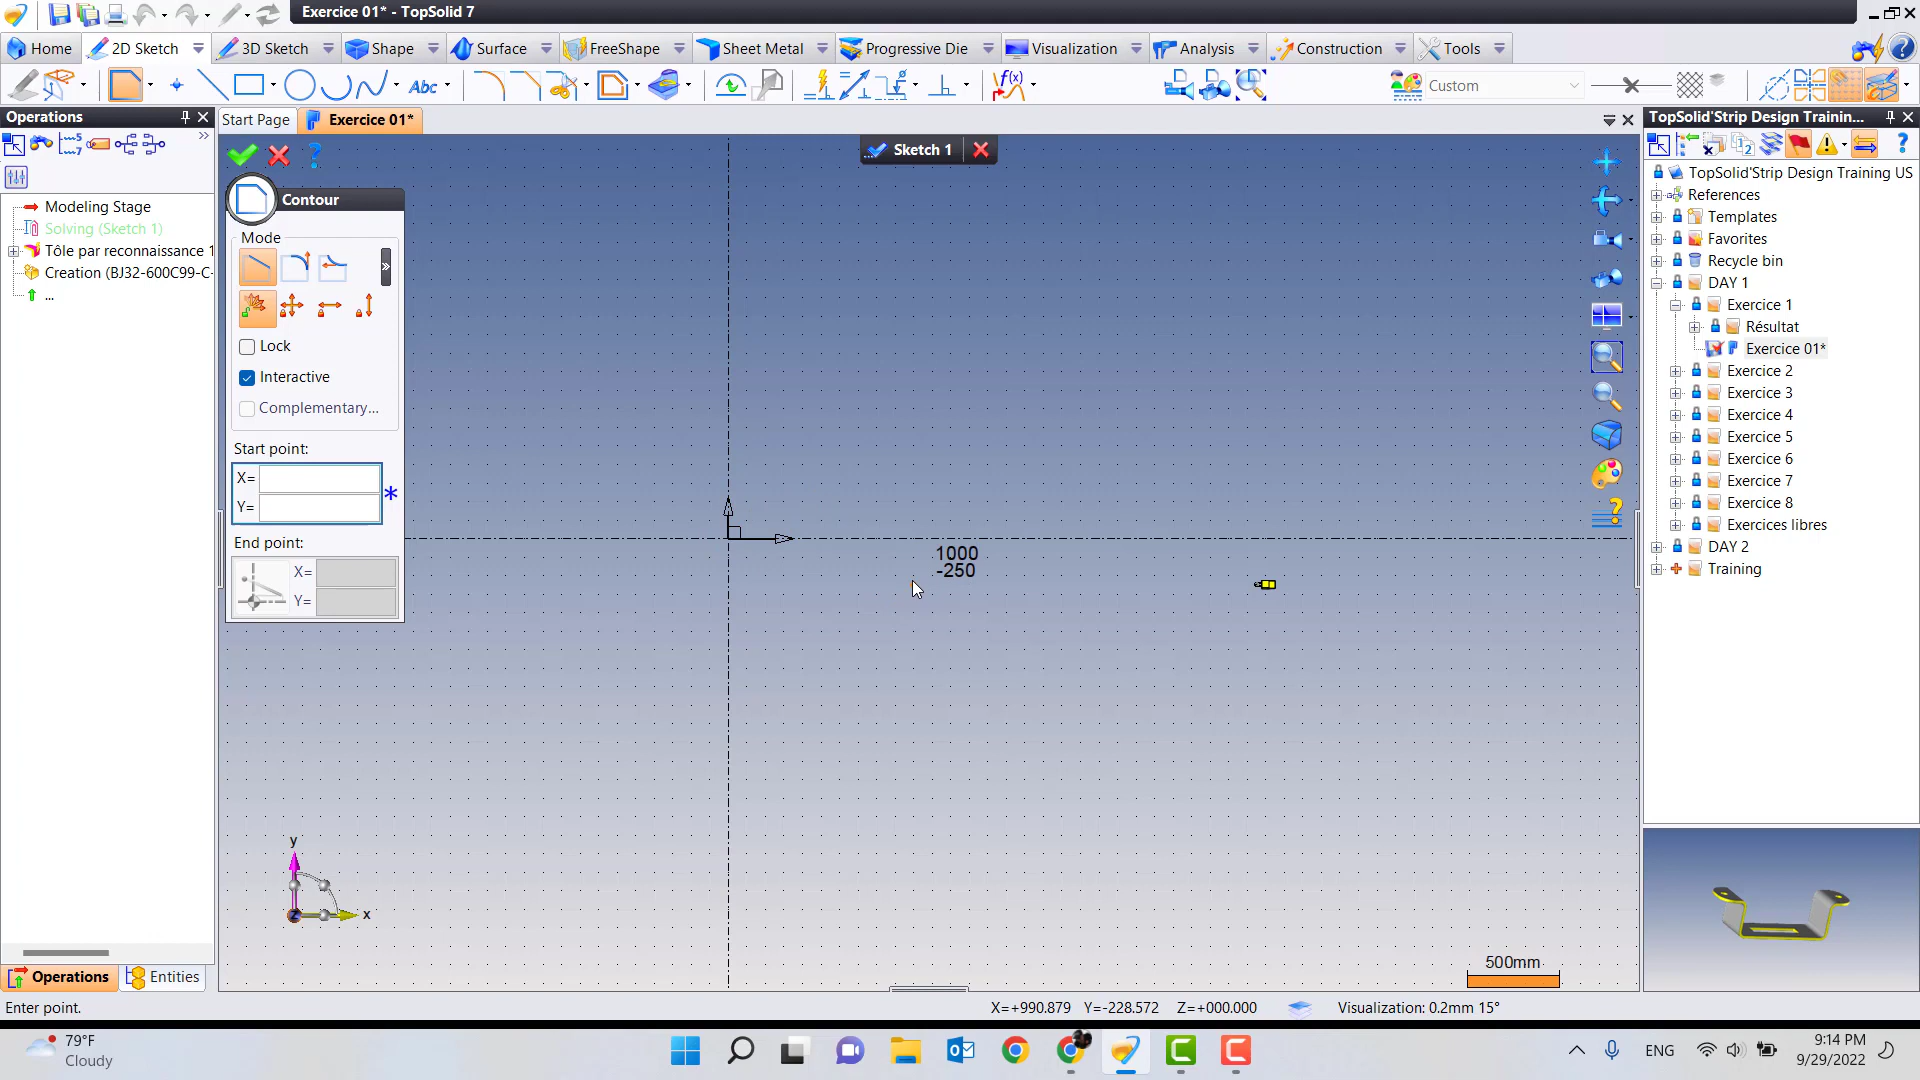 Exercice 01* - TopSolid 7
Home
2D Sketch
3D Sketch
Shape
Surface
FreeShape
Sheet Metal
Progressive Die
Visualization
Analysis
Construction
Tools
Abc
Custom
Operations
Start Page
Exercice 01*
TopSolid'Strip Design Trainin...
Sketch 1
Modeling Stage
Solving (Sketch 1)
Tôle par reconnaissance 1
Creation (BJ32-600C99-C-
...
Contour
Mode
Lock
Interactive
Complementary...
Start point:
X=
Y=
End point:
X=
Y=
1000
-250
TopSolid'Strip Design Training US
References
Templates
Favorites
Recycle bin
DAY 1
Exercice 1
Résultat
Exercice 01*
Exercice 2
Exercice 3
Exercice 4
Exercice 5
Exercice 6
Exercice 7
Exercice 8
Exercices libres
DAY 2
Training
y
x
z
500mm
Operations
Entities
Enter point.
X=+990.879 Y=-228.572 Z=+000.000
Visualization: 0.2mm 15°
79°F
Cloudy
ENG
9:14 PM
9/29/2022